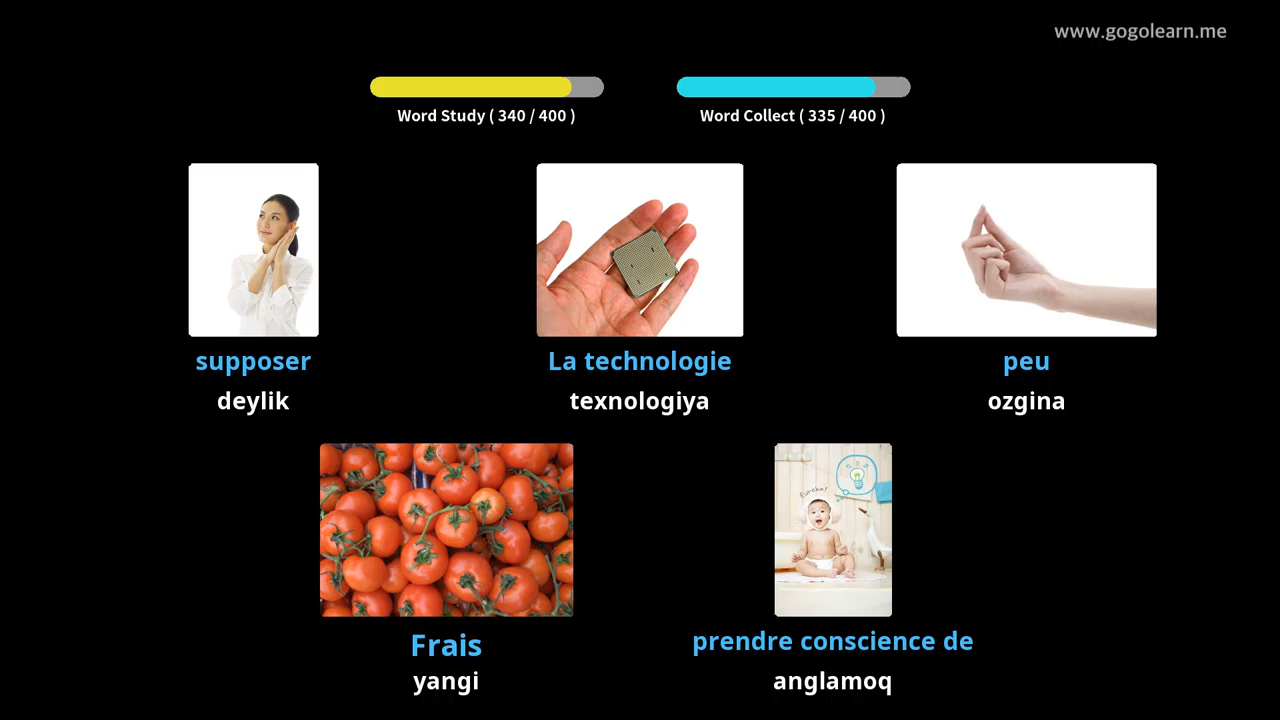 www.gogolearn.me
Word Study ( 340 / 400 )
Word Collect ( 335 / 400 )
supposer
deylik
La technologie
texnologiya
peu
ozgina
Frais
yangi
Eureka!
prendre conscience de
anglamoq